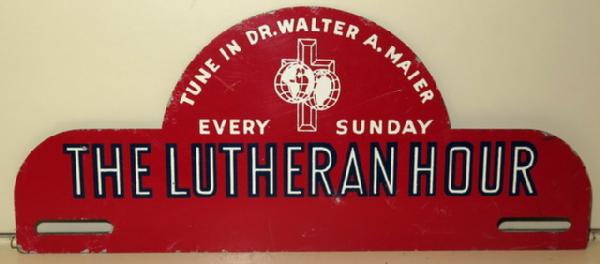 TUNE IN DR. WALTER A. MAIER
EVERY SUNDAY
THE LUTHERAN HOUR